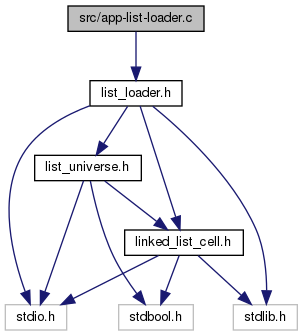 src/app-list-loader.c
list_loader.h
list_universe.h
linked_list_cell.h
stdio.h
stdbool.h
stdlib.h